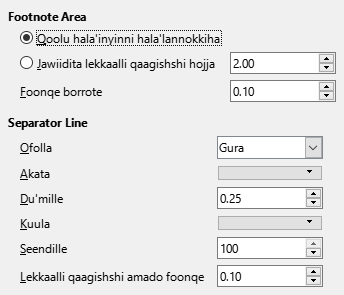 Footnote Area
Qoolu hala'inyinni hala'lannokkiha
Jawiidita lekkaalli qaagishshi hojja 2.00
Foonqe borrote 0.10
Separator Line
Ofolla Gura
Akata
Du'mille 0.25
Kuula
Seendille 100
Lekkaalli qaagishshi amado foonqe 0.10